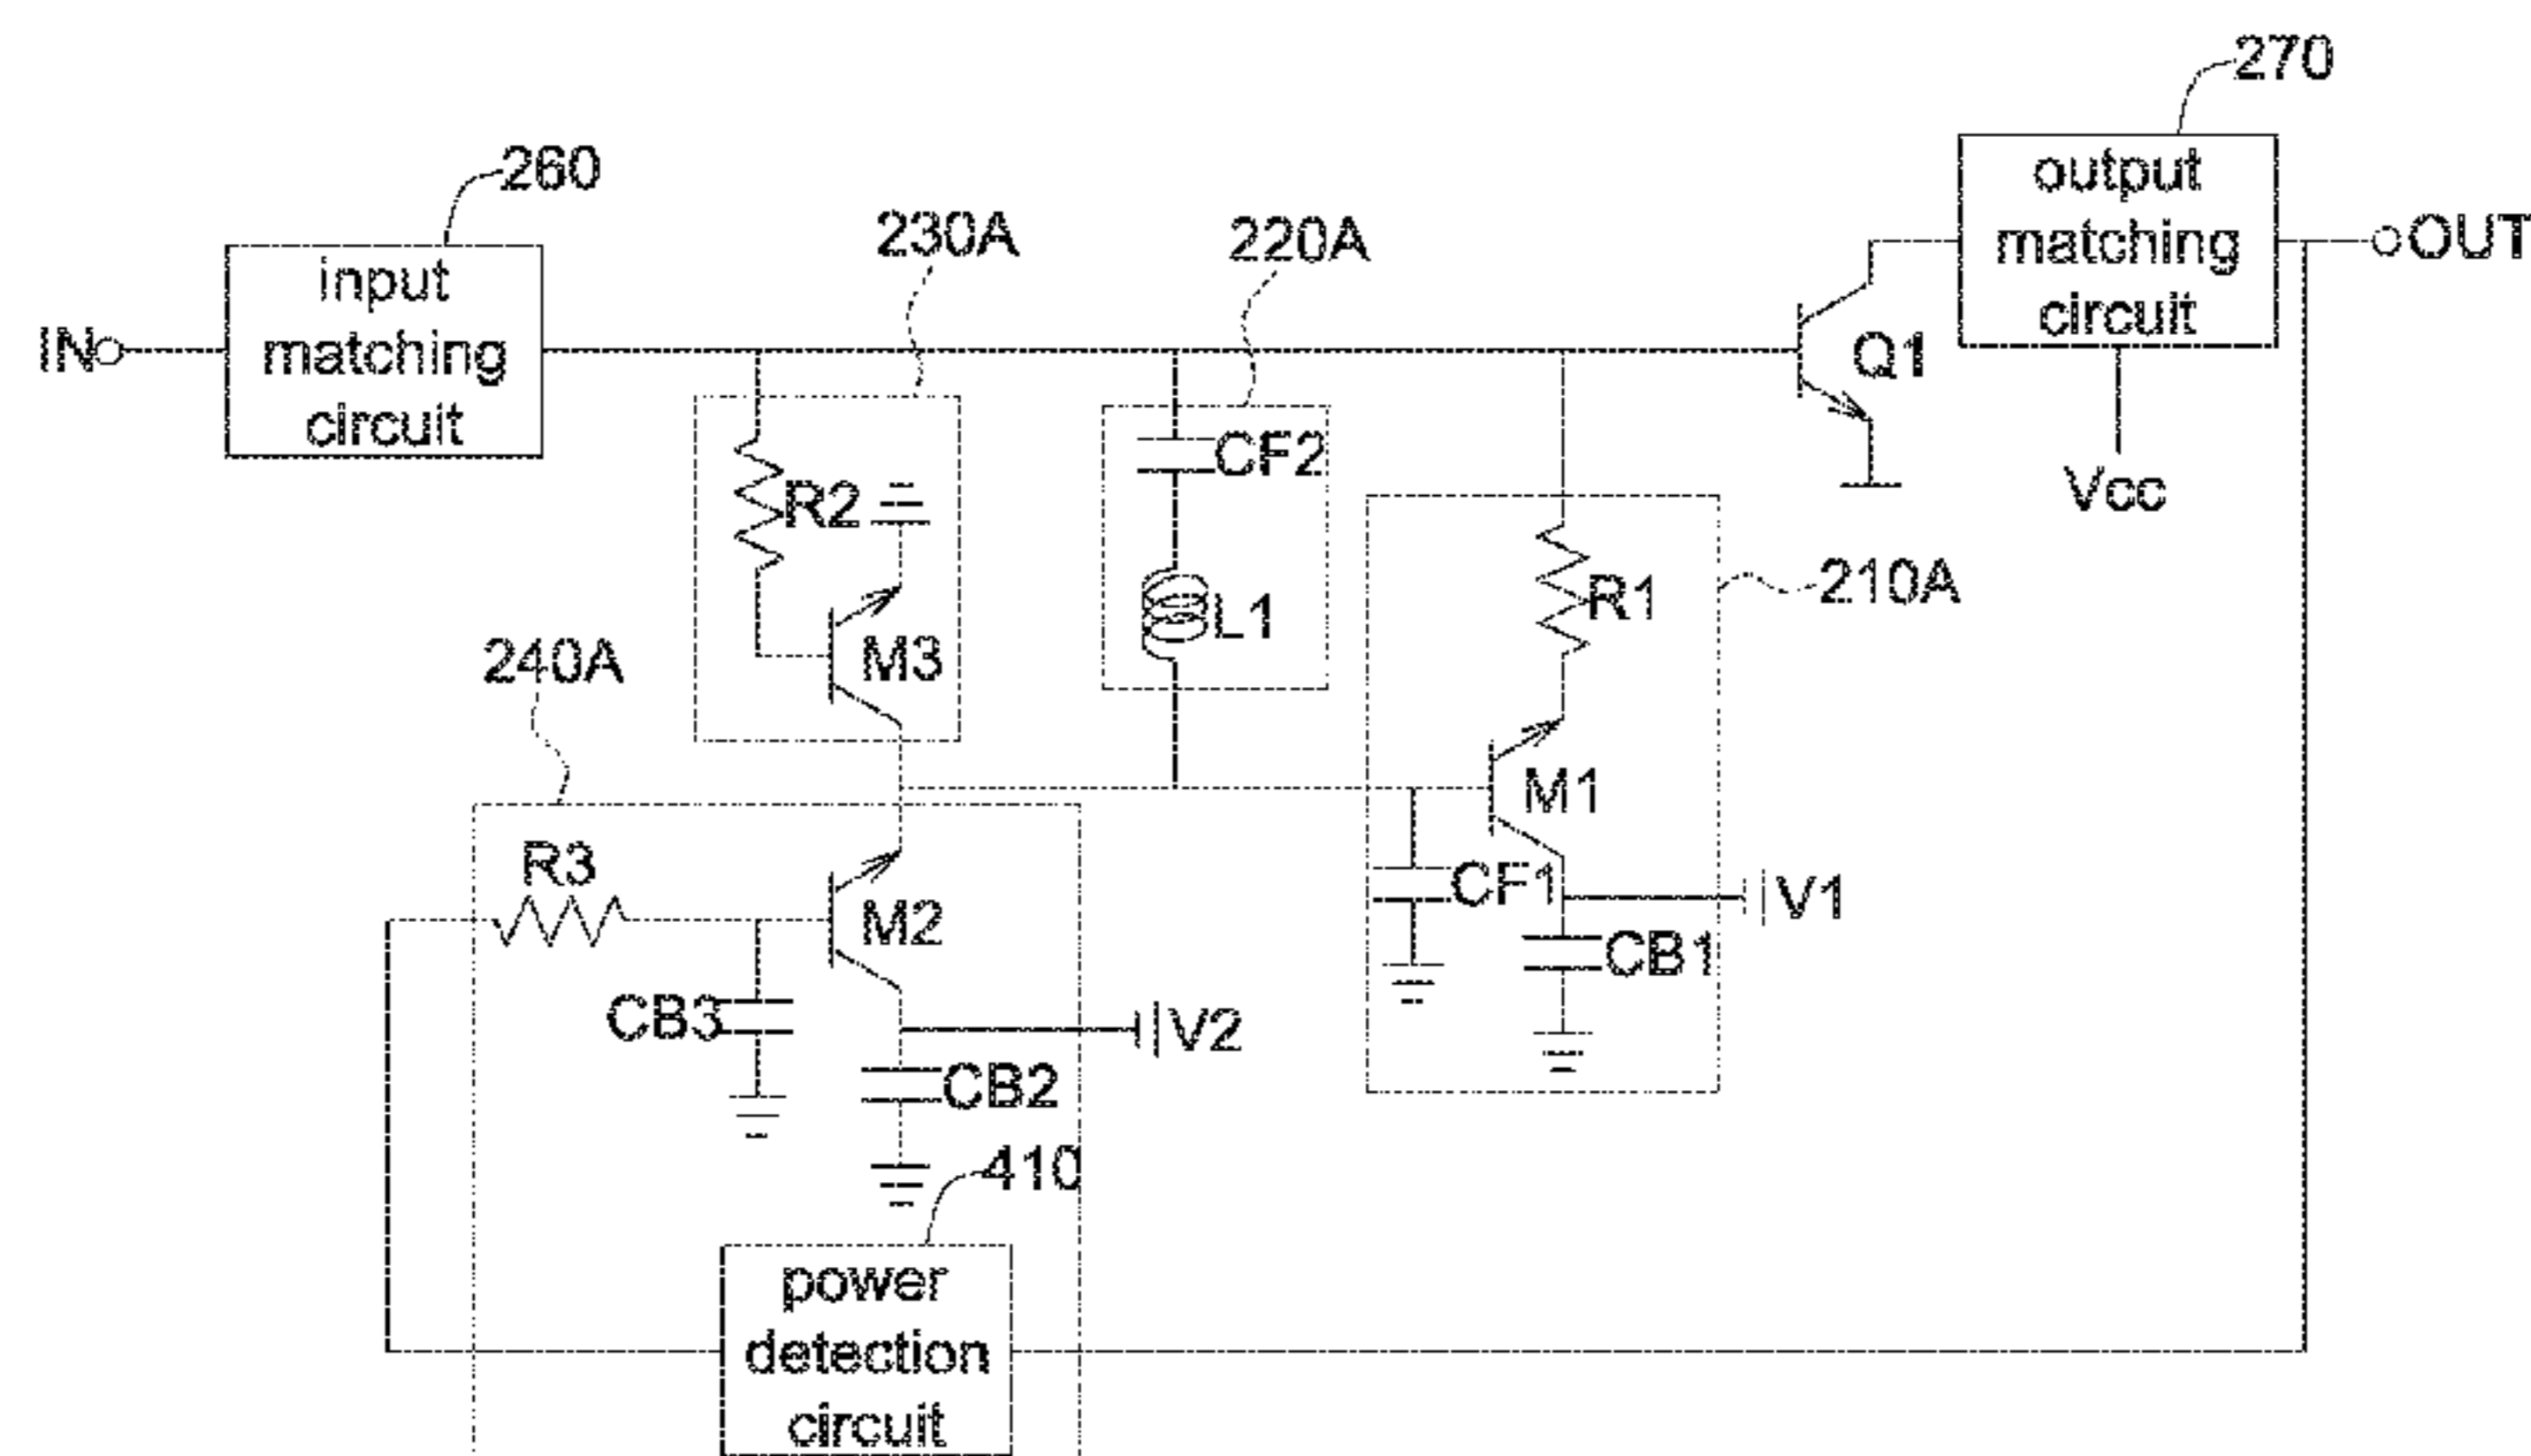 270
output
matching
circuit
260
230A
220A
input
matching
circuit
IN
OUT
Q1
Vcc
CF2
R2
R1
210A
L1
M3
240A
M1
R3
M2
CF1
V1
CB1
CB3
V2
CB2
410
power
detection
circuit